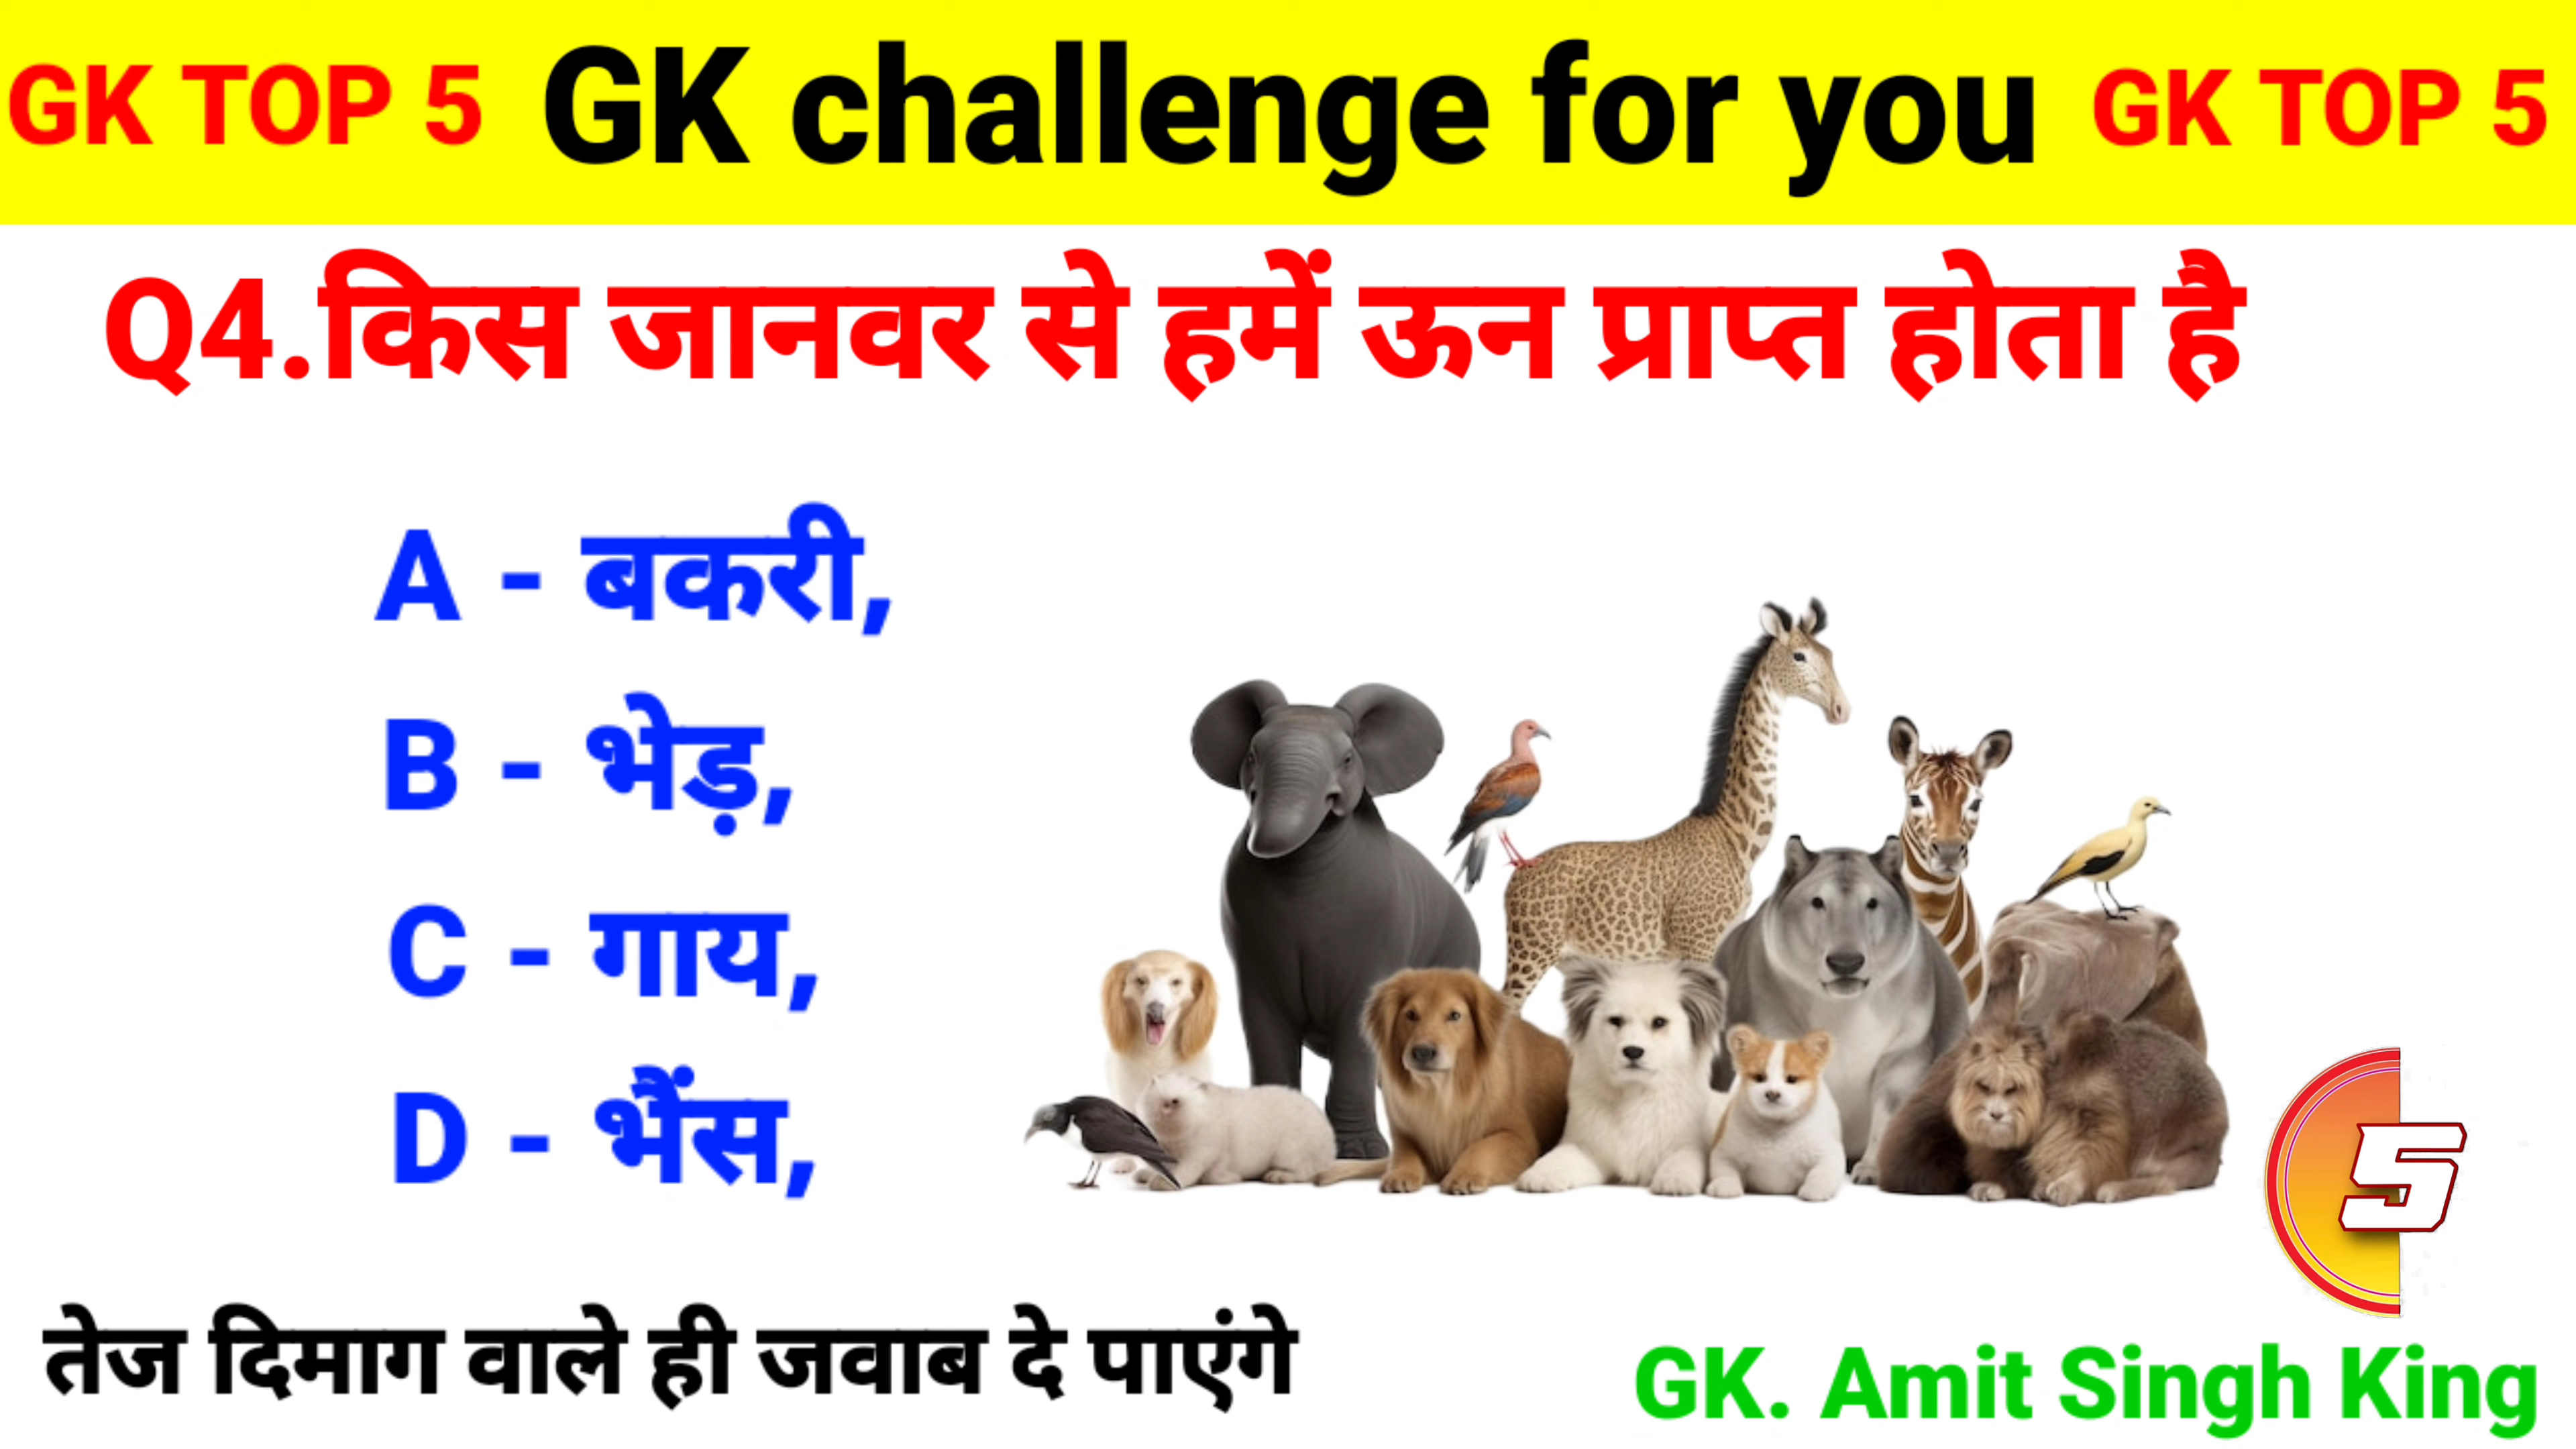 GK TOP 5 GK challenge for you GK TOP 5
Q4.किस जानवर से हमें ऊन प्राप्त होता है
A - बकरी,
B - भेड़,
C - गाय,
D - भैंस,
5
तेज दिमाग वाले ही जवाब दे पाएंगे
GK. Amit Singh King